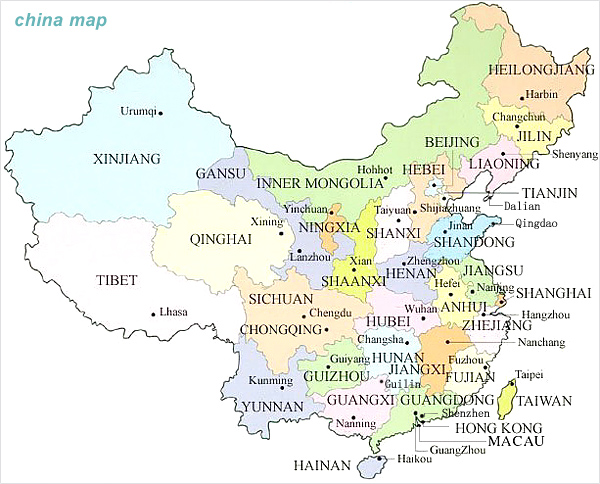 china map
HEILONGJIANG
Harbin
Urumqi
Changchun
JILIN
BEIJING
Shenyang
XINJIANG
LIAONING
GANSU
Hohhot
HEBEI
INNER MONGOLIA
TIANJIN
Dalian
Yinchuan
Taiyuan
Shijiazhuang
Xining
NINGXIA
SHANXI
Jinan
Qingdao
QINGHAI
SHANDONG
Lanzhou
Xian
Zhengzhou
HENAN
JIANGSU
TIBET
SHAANXI
Hefei
Nanjing
SHANGHAI
SICHUAN
ANHUI
Lhasa
Chengdu
Wuhan
Hangzhou
HUBEI
ZHEJIANG
CHONGQING
Changsha
Nanchang
Guiyang
HUNAN
Fuzhou
GUIZHOU
JIANGXI
FUJIAN
Taipei
Kunming
Guilin
YUNNAN
GUANGXI
GUANGDONG
TAIWAN
Nanning
Shenzhen
HONG KONG
MACAU
GuangZhou
HAINAN
Haikou